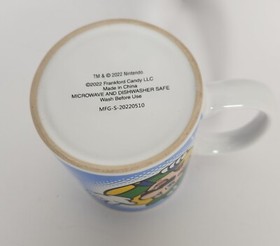 TM & © 2022 Nintendo.
©2022 Frankford Candy LLC
Made in China
MICROWAVE AND DISHWASHER SAFE
Wash Before Use
MFG-S-20220510